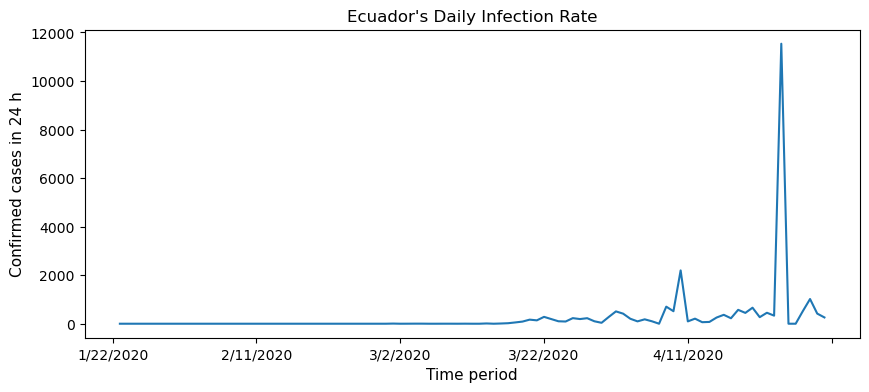 Ecuador's Daily Infection Rate
Confirmed cases in 24 h
12000
10000
8000
6000
4000
2000
0
1/22/2020 2/11/2020 3/2/2020 3/22/2020 4/11/2020
Time period